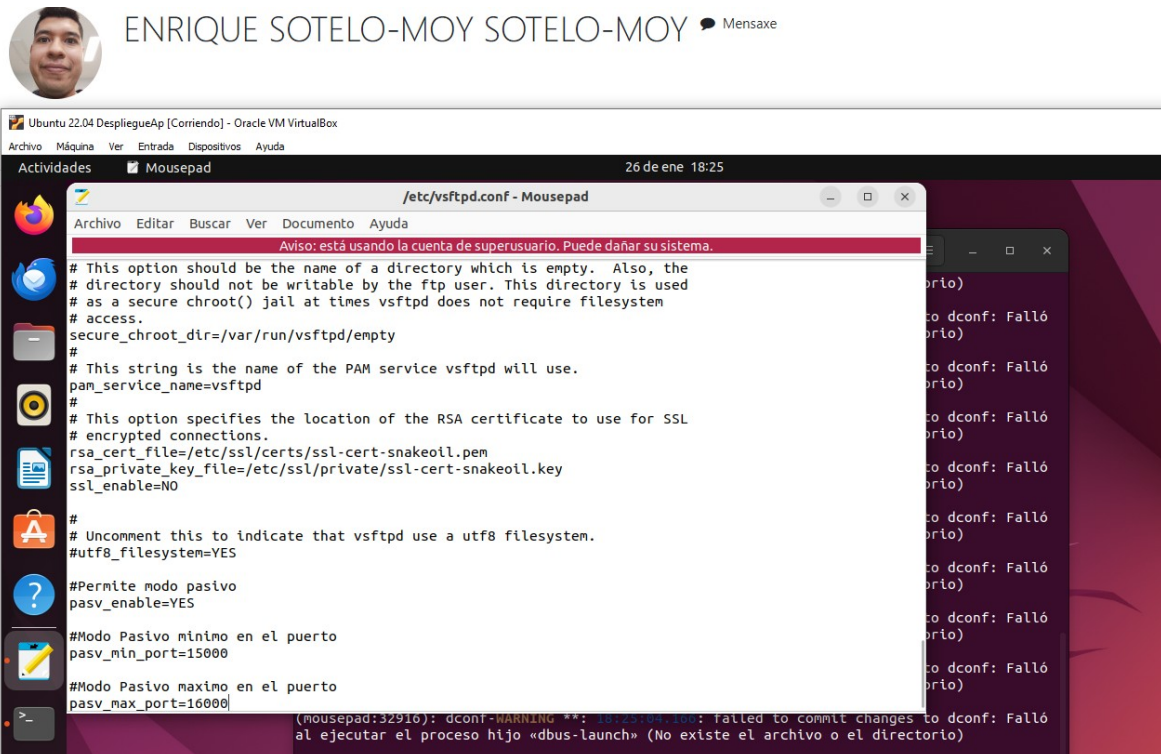 ENRIQUE SOTELO-MOY SOTELO-MOY Mensaxe
Ubuntu 22.04 DespliegueAp [Corriendo] - Oracle VM VirtualBox
Archivo Máquina Ver Entrada Dispositivos Ayuda
Actividades Mousepad 26 de ene 18:25
/etc/vsftpd.conf - Mousepad
Archivo Editar Buscar Ver Documento Ayuda
Aviso: está usando la cuenta de superusuario. Puede dañar su sistema.
# This option should be the name of a directory which is empty.  Also, the
# directory should not be writable by the ftp user. This directory is used
# as a secure chroot() jail at times vsftpd does not require filesystem
# access.
secure_chroot_dir=/var/run/vsftpd/empty
#
# This string is the name of the PAM service vsftpd will use.
pam_service_name=vsftpd
#
# This option specifies the location of the RSA certificate to use for SSL
# encrypted connections.
rsa_cert_file=/etc/ssl/certs/ssl-cert-snakeoil.pem
rsa_private_key_file=/etc/ssl/private/ssl-cert-snakeoil.key
ssl_enable=NO
#
# Uncomment this to indicate that vsftpd use a utf8 filesystem.
#utf8_filesystem=YES
#Permite modo pasivo
pasv_enable=YES
#Modo Pasivo minimo en el puerto
pasv_min_port=15000
#Modo Pasivo maximo en el puerto
pasv_max_port=16000
orio)
to dconf: Falló
orio)
to dconf: Falló
orio)
to dconf: Falló
orio)
to dconf: Falló
orio)
to dconf: Falló
orio)
to dconf: Falló
orio)
to dconf: Falló
orio)
to dconf: Falló
orio)
(mousepad:32916): dconf-WARNING **: 18:25:04.166: failed to commit changes to dconf: Falló
al ejecutar el proceso hijo «dbus-launch» (No existe el archivo o el directorio)